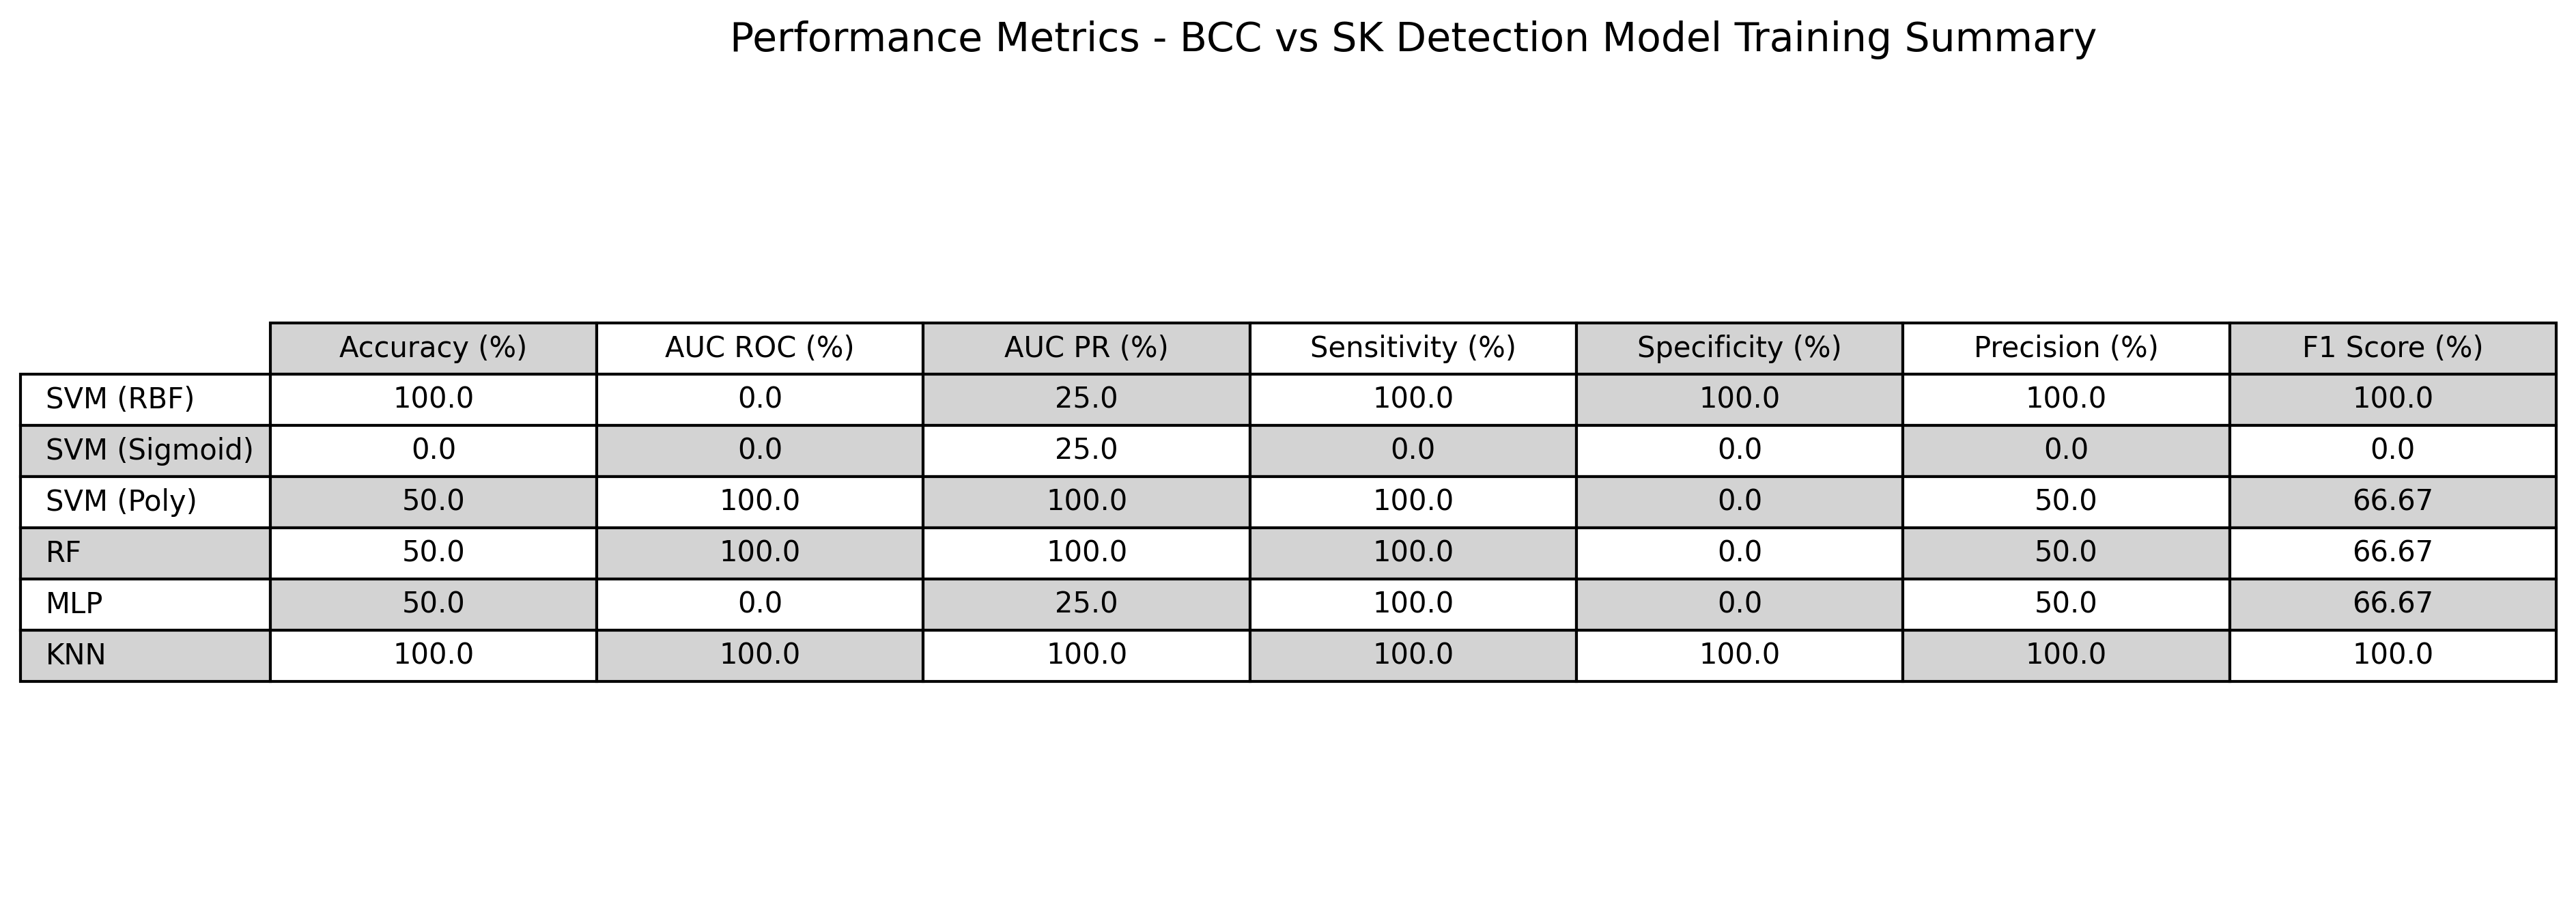 Performance Metrics - BCC vs SK Detection Model Training Summary
Accuracy (%) AUC ROC (%) AUC PR (%) Sensitivity (%) Specificity (%) Precision (%) F1 Score (%)
SVM (RBF) 100.0 0.0 25.0 100.0 100.0 100.0 100.0
SVM (Sigmoid) 0.0 0.0 25.0 0.0 0.0 0.0 0.0
SVM (Poly) 50.0 100.0 100.0 100.0 0.0 50.0 66.67
RF 50.0 100.0 100.0 100.0 0.0 50.0 66.67
MLP 50.0 0.0 25.0 100.0 0.0 50.0 66.67
KNN 100.0 100.0 100.0 100.0 100.0 100.0 100.0